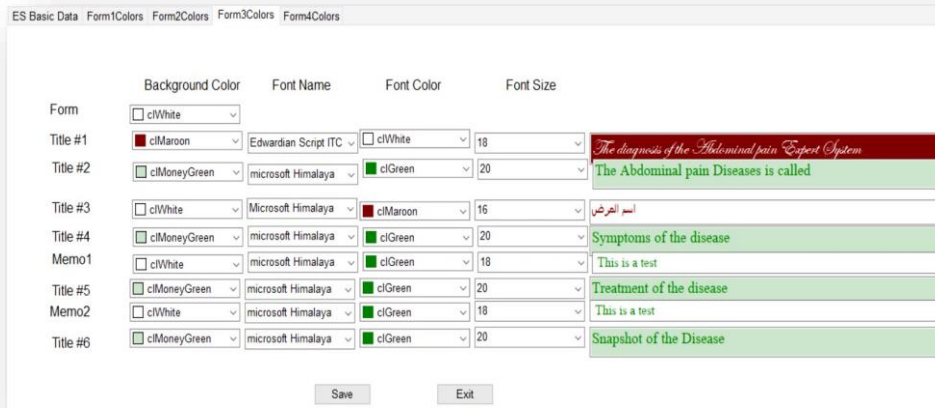 ES Basic Data Form1Colors Form2Colors Form3Colors Form4Colors
Background Color Font Name Font Color Font Size
Form clWhite
Title #1 clMaroon Edwardian Script ITC clWhite 18 The diagnosis of the Abdominal pain Expert System
Title #2 clMoneyGreen microsoft Himalaya clGreen 20 The Abdominal pain Diseases is called
Title #3 clWhite Microsoft Himalaya clMaroon 16 اسم المرض
Title #4 clMoneyGreen microsoft Himalaya clGreen 20 Symptoms of the disease
Memo1 clWhite microsoft Himalaya clGreen 18 This is a test
Title #5 clMoneyGreen microsoft Himalaya clGreen 20 Treatment of the disease
Memo2 clWhite microsoft Himalaya clGreen 18 This is a test
Title #6 clMoneyGreen microsoft Himalaya clGreen 20 Snapshot of the Disease
Save Exit